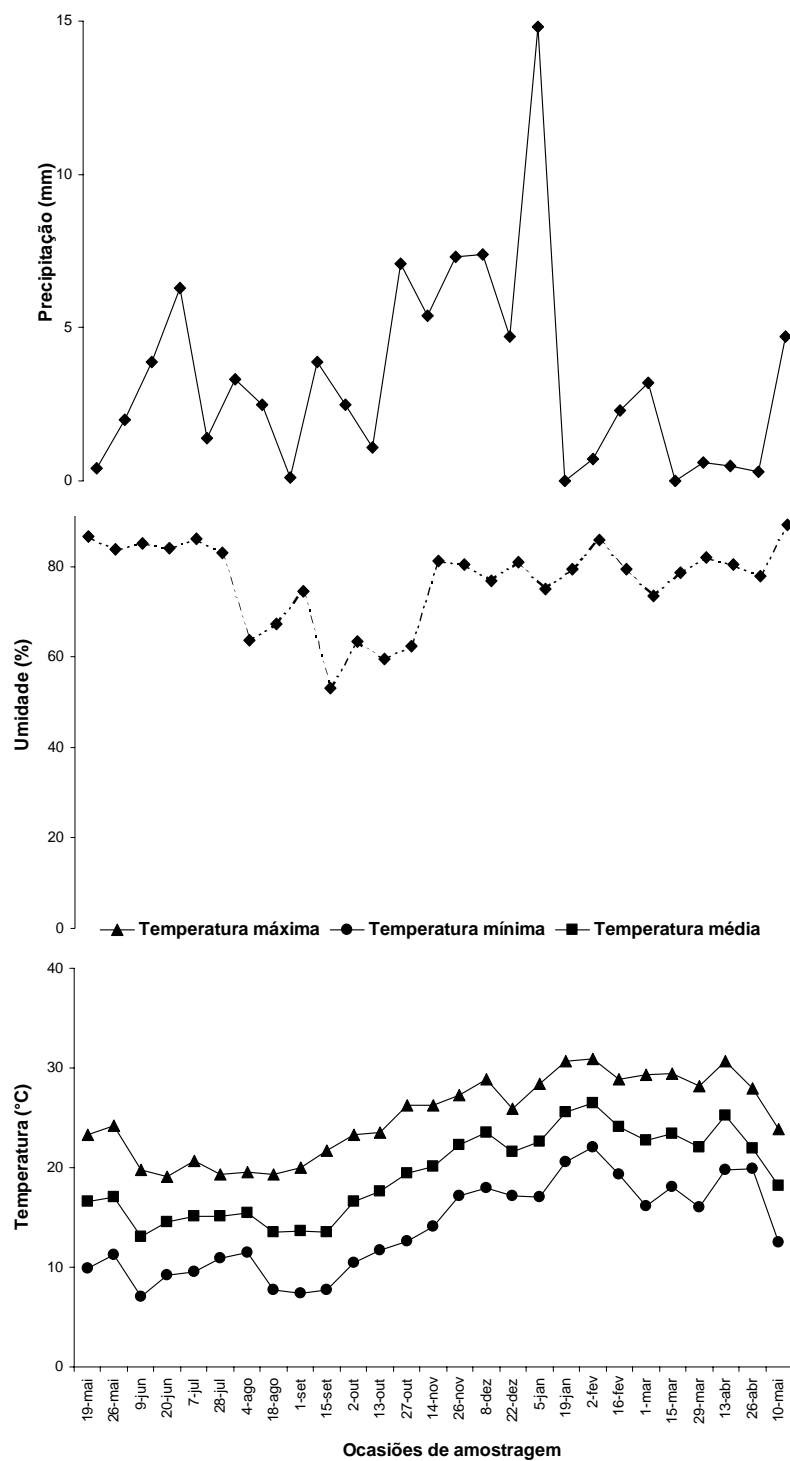 15
10
5
0
Precipitação (mm)
80
60
40
20
0
Umidade (%)
Temperatura máxima Temperatura mínima Temperatura média
40
30
20
10
0
Temperatura (°C)
19-mai
26-mai
9-jun
20-jun
7-jul
28-jul
4-ago
18-ago
1-set
15-set
2-out
13-out
27-out
14-nov
26-nov
8-dez
22-dez
5-jan
19-jan
2-fev
16-fev
1-mar
15-mar
29-mar
13-abr
26-abr
10-mai
Ocasiões de amostragem